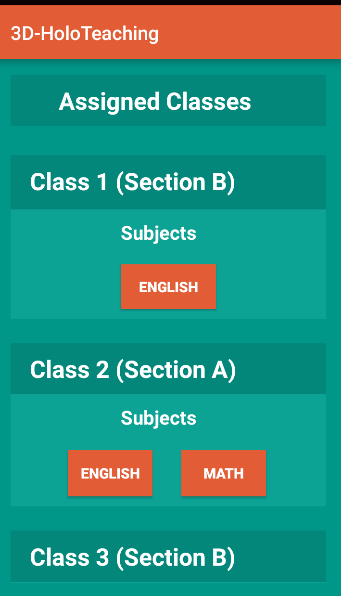 3D-HoloTeaching
Assigned Classes
Class 1 (Section B)
Subjects
ENGLISH
Class 2 (Section A)
Subjects
ENGLISH MATH
Class 3 (Section B)